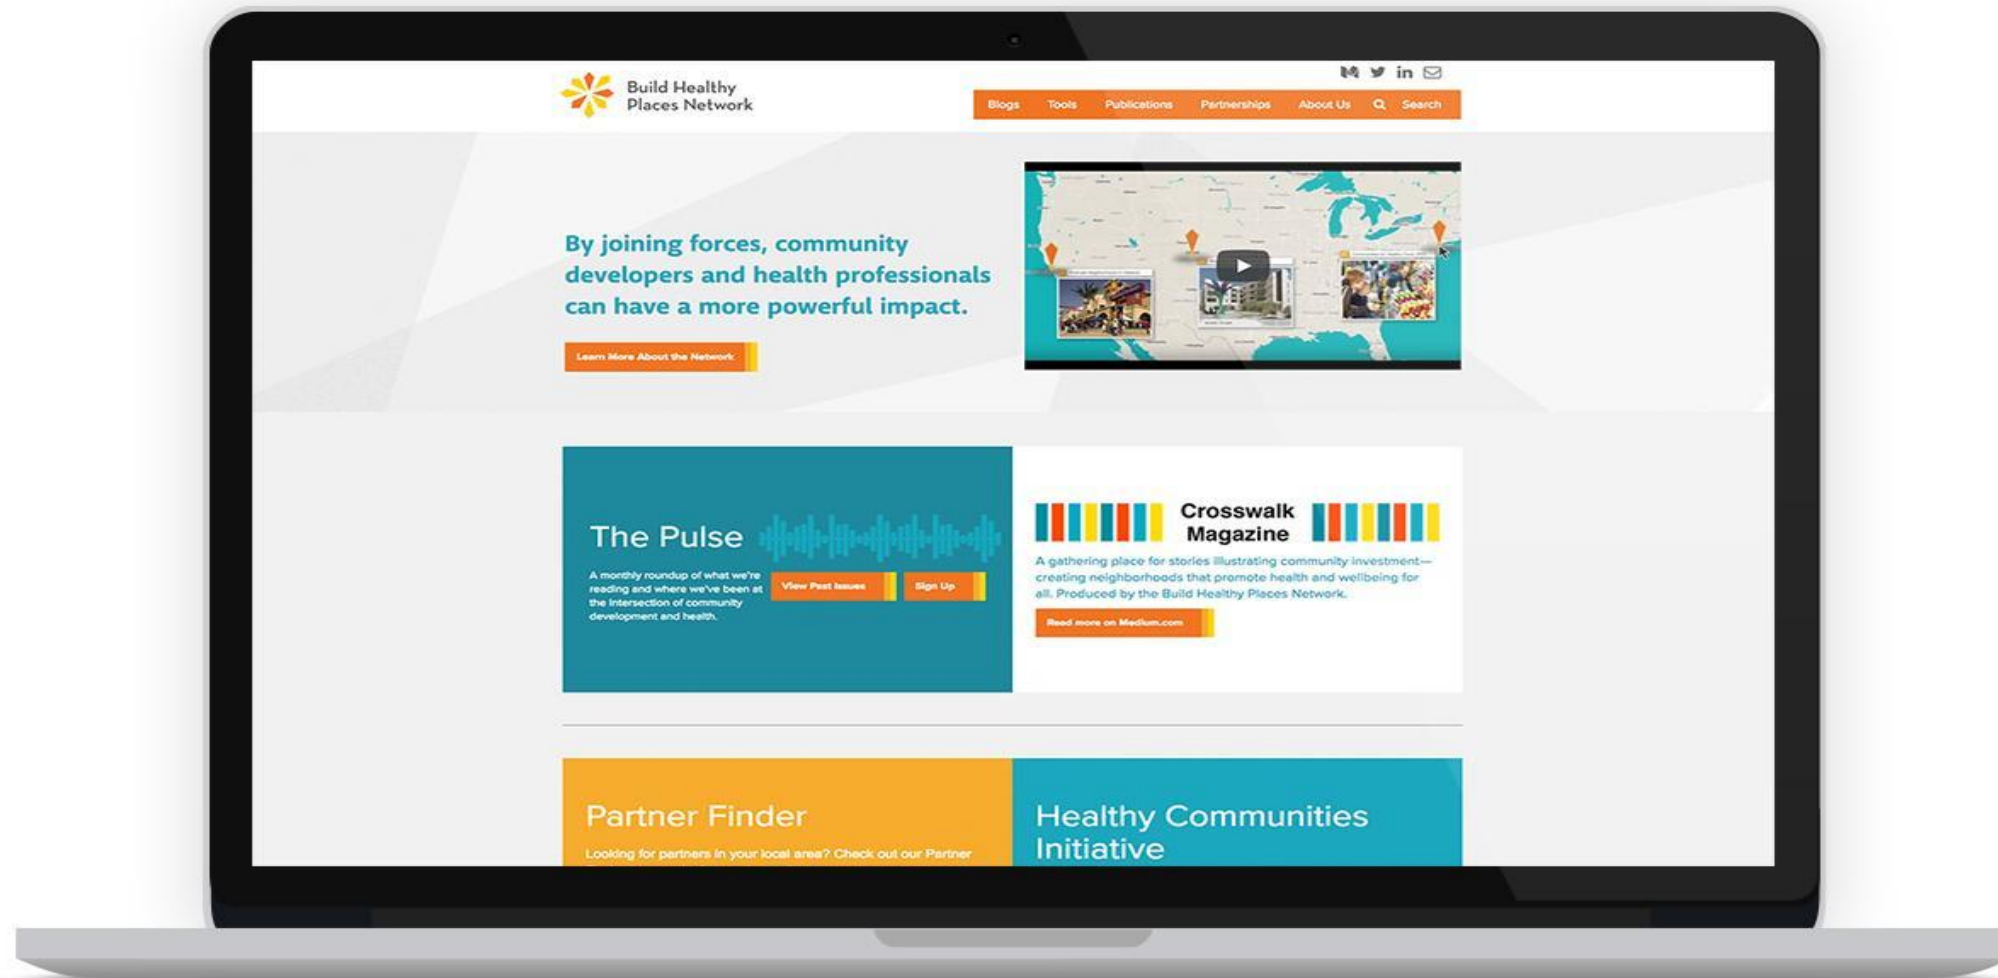 Build Healthy
Places Network
in
Blogs Tools Publications Partnerships About Us Search
By joining forces, community
developers and health professionals
can have a more powerful impact.
Learn More About the Network
The Pulse
A monthly roundup of what we're
reading and where we've been at
the intersection of community
development and health.
View Past Issues
Sign Up
Crosswalk
Magazine
A gathering place for stories illustrating community investment—
creating neighborhoods that promote health and wellbeing for
all. Produced by the Build Healthy Places Network.
Read more on Medium.com
Partner Finder
Looking for partners in your local area? Check out our Partner
Healthy Communities
Initiative